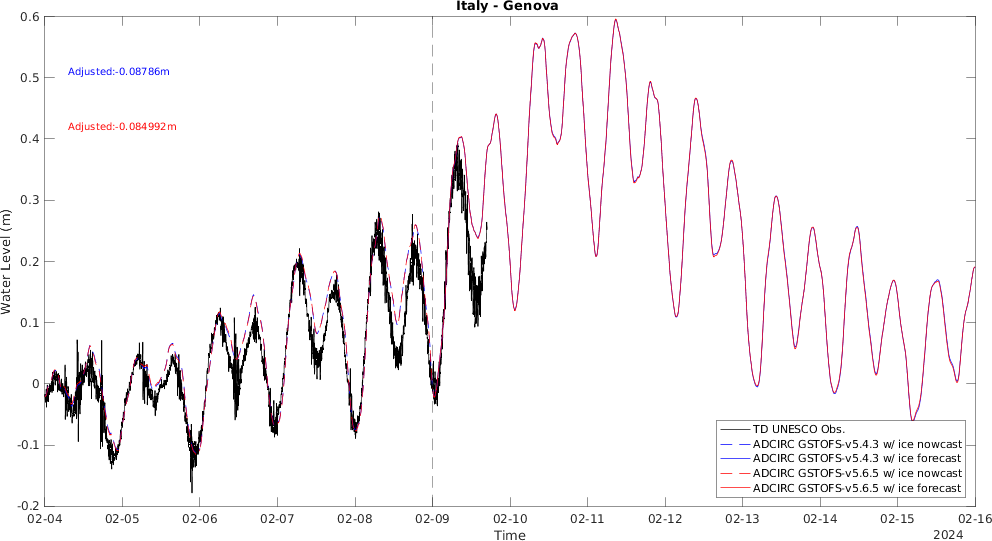 Italy - Genova
0.6
0.5
0.4
0.3
0.2
0.1
0
-0.1
-0.2
Water Level (m)
Adjusted:-0.08786m
Adjusted:-0.084992m
TD UNESCO Obs.
ADCIRC GSTOFS-v5.4.3 w/ ice nowcast
ADCIRC GSTOFS-v5.4.3 w/ ice forecast
ADCIRC GSTOFS-v5.6.5 w/ ice nowcast
ADCIRC GSTOFS-v5.6.5 w/ ice forecast
02-04 02-05 02-06 02-07 02-08 02-09 02-10 02-11 02-12 02-13 02-14 02-15 02-16
Time
2024